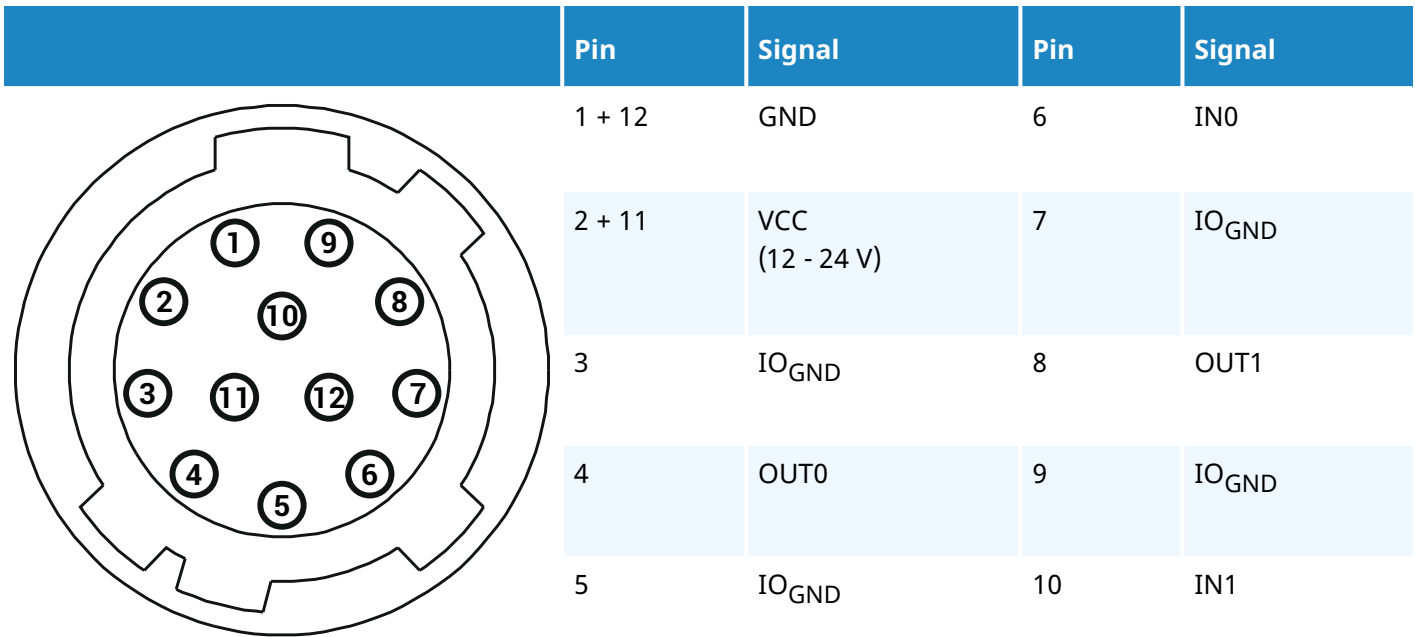 Pin Signal Pin Signal
1 + 12 GND 6 IN0
2 + 11 VCC 7 IOGND
(12 - 24 V)
3 IOGND 8 OUT1
4 OUT0 9 IOGND
5 IOGND 10 IN1
1 9
2 8
10
3 11 12 7
4 6
5